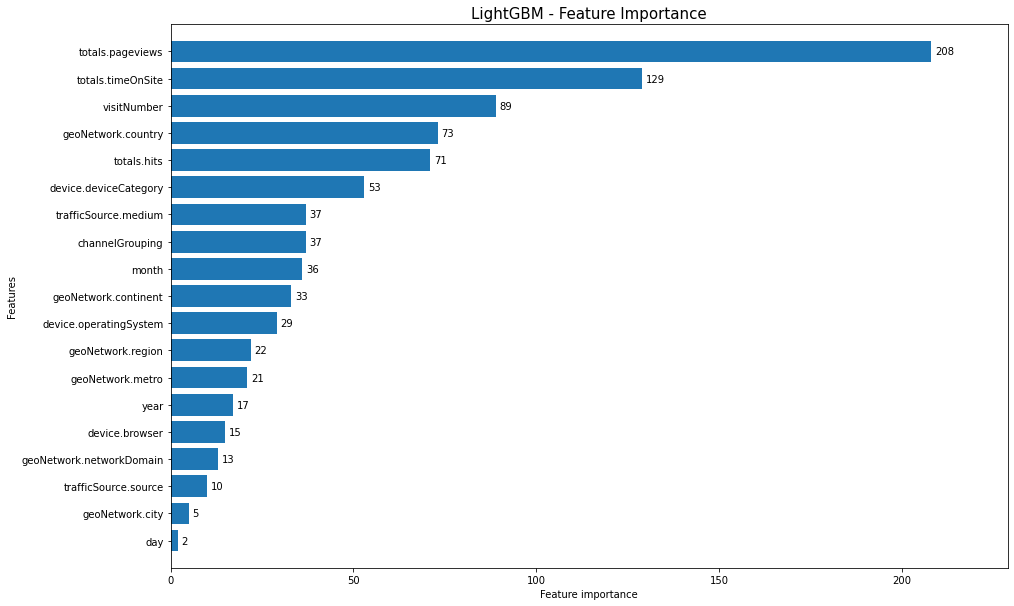 LightGBM - Feature Importance
Features
totals.pageviews 208
totals.timeOnSite 129
visitNumber 89
geoNetwork.country 73
totals.hits 71
device.deviceCategory 53
trafficSource.medium 37
channelGrouping 37
month 36
geoNetwork.continent 33
device.operatingSystem 29
geoNetwork.region 22
geoNetwork.metro 21
year 17
device.browser 15
geoNetwork.networkDomain 13
trafficSource.source 10
geoNetwork.city 5
day 2
0 50 100 150 200
Feature importance